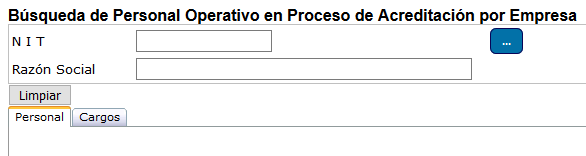 Búsqueda de Personal Operativo en Proceso de Acreditación por Empresa
N I T ...
Razón Social
Limpiar
Personal Cargos